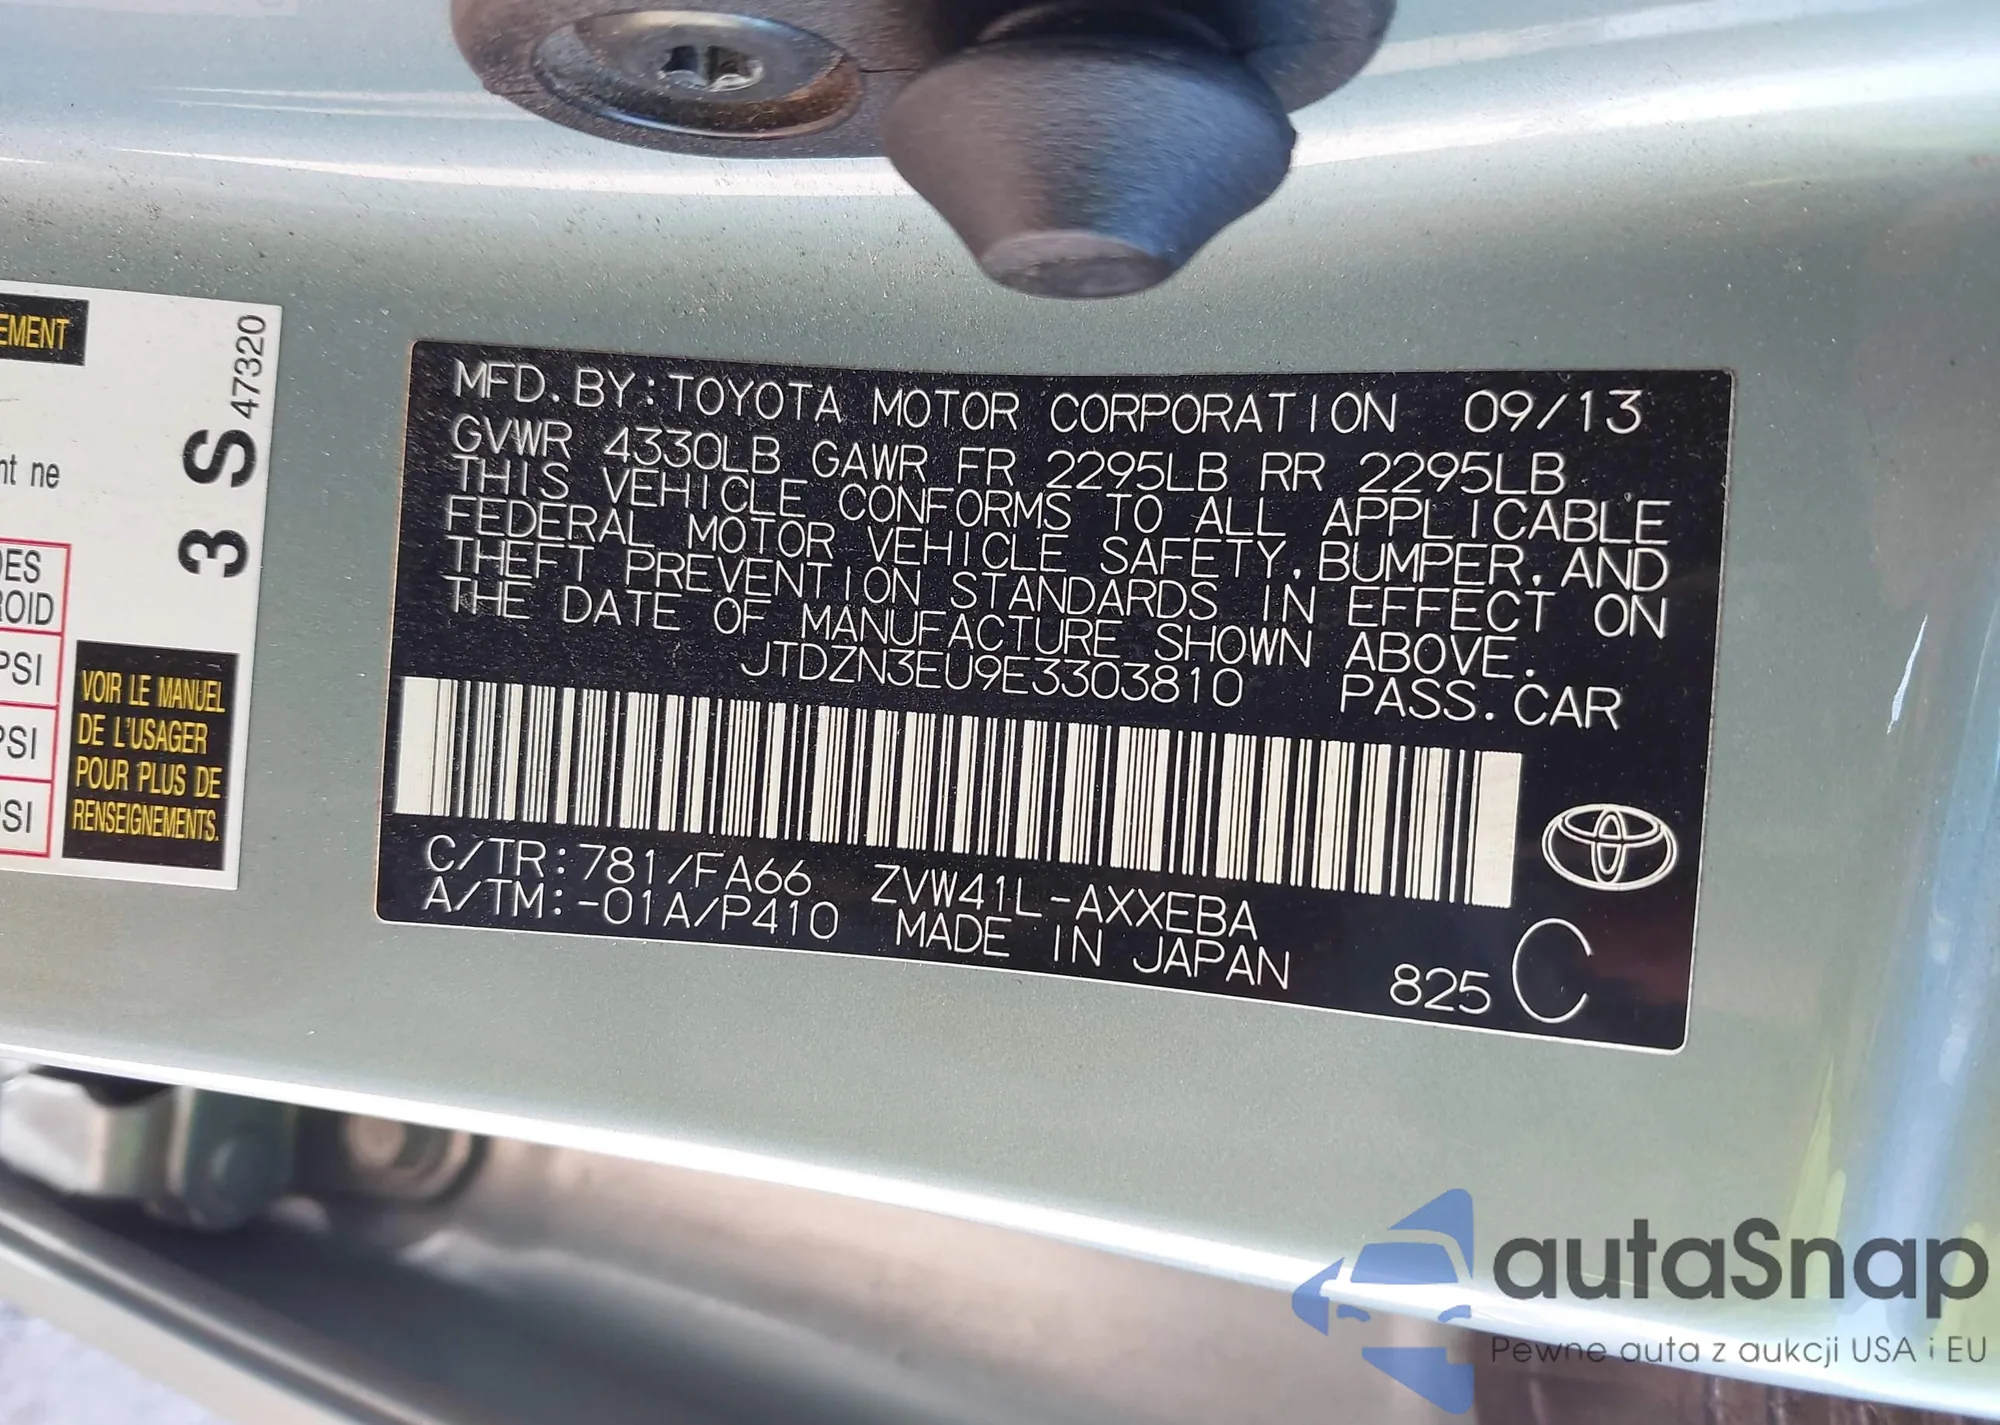 EMENT
nt ne
DES
ROID
PSI
PSI
PSI
3 S 47320
VOIR LE MANUEL
DE L'USAGER
POUR PLUS DE
RENSEIGNEMENTS.
MFD. BY: TOYOTA MOTOR CORPORATION 09/13
GVWR 4330LB GAWR FR 2295LB RR 2295LB
THIS VEHICLE CONFORMS TO ALL APPLICABLE
FEDERAL MOTOR VEHICLE SAFETY, BUMPER, AND
THEFT PREVENTION STANDARDS IN EFFECT ON
THE DATE OF MANUFACTURE SHOWN ABOVE.
JTDZN3EU9E3303810 PASS. CAR
C/TR: 781/FA66 ZVW41L-AXXEBA
A/TM: -01A/P410 MADE IN JAPAN 825 C
autaSnap
Pewne auta z aukcji USA i EU